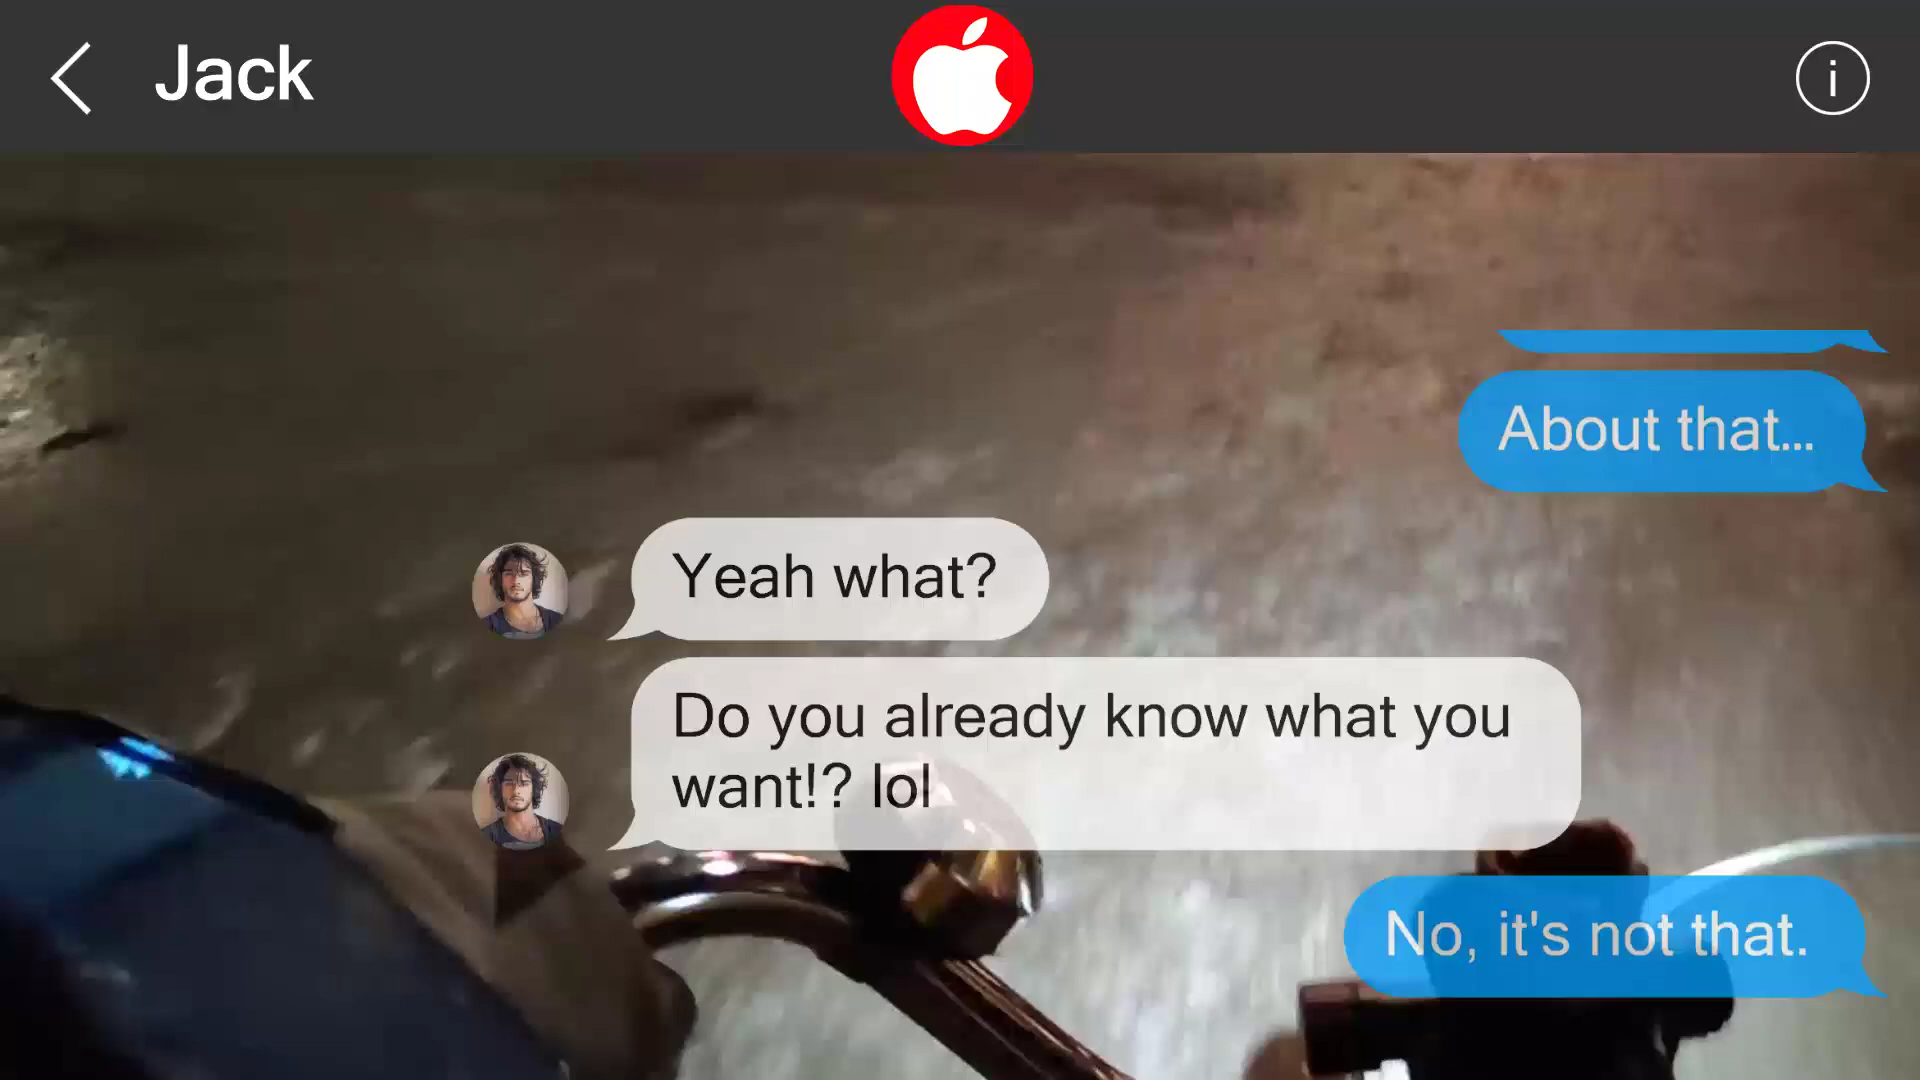 Jack
i
About that...
Yeah what?
Do you already know what you
want!? lol
No, it's not that.